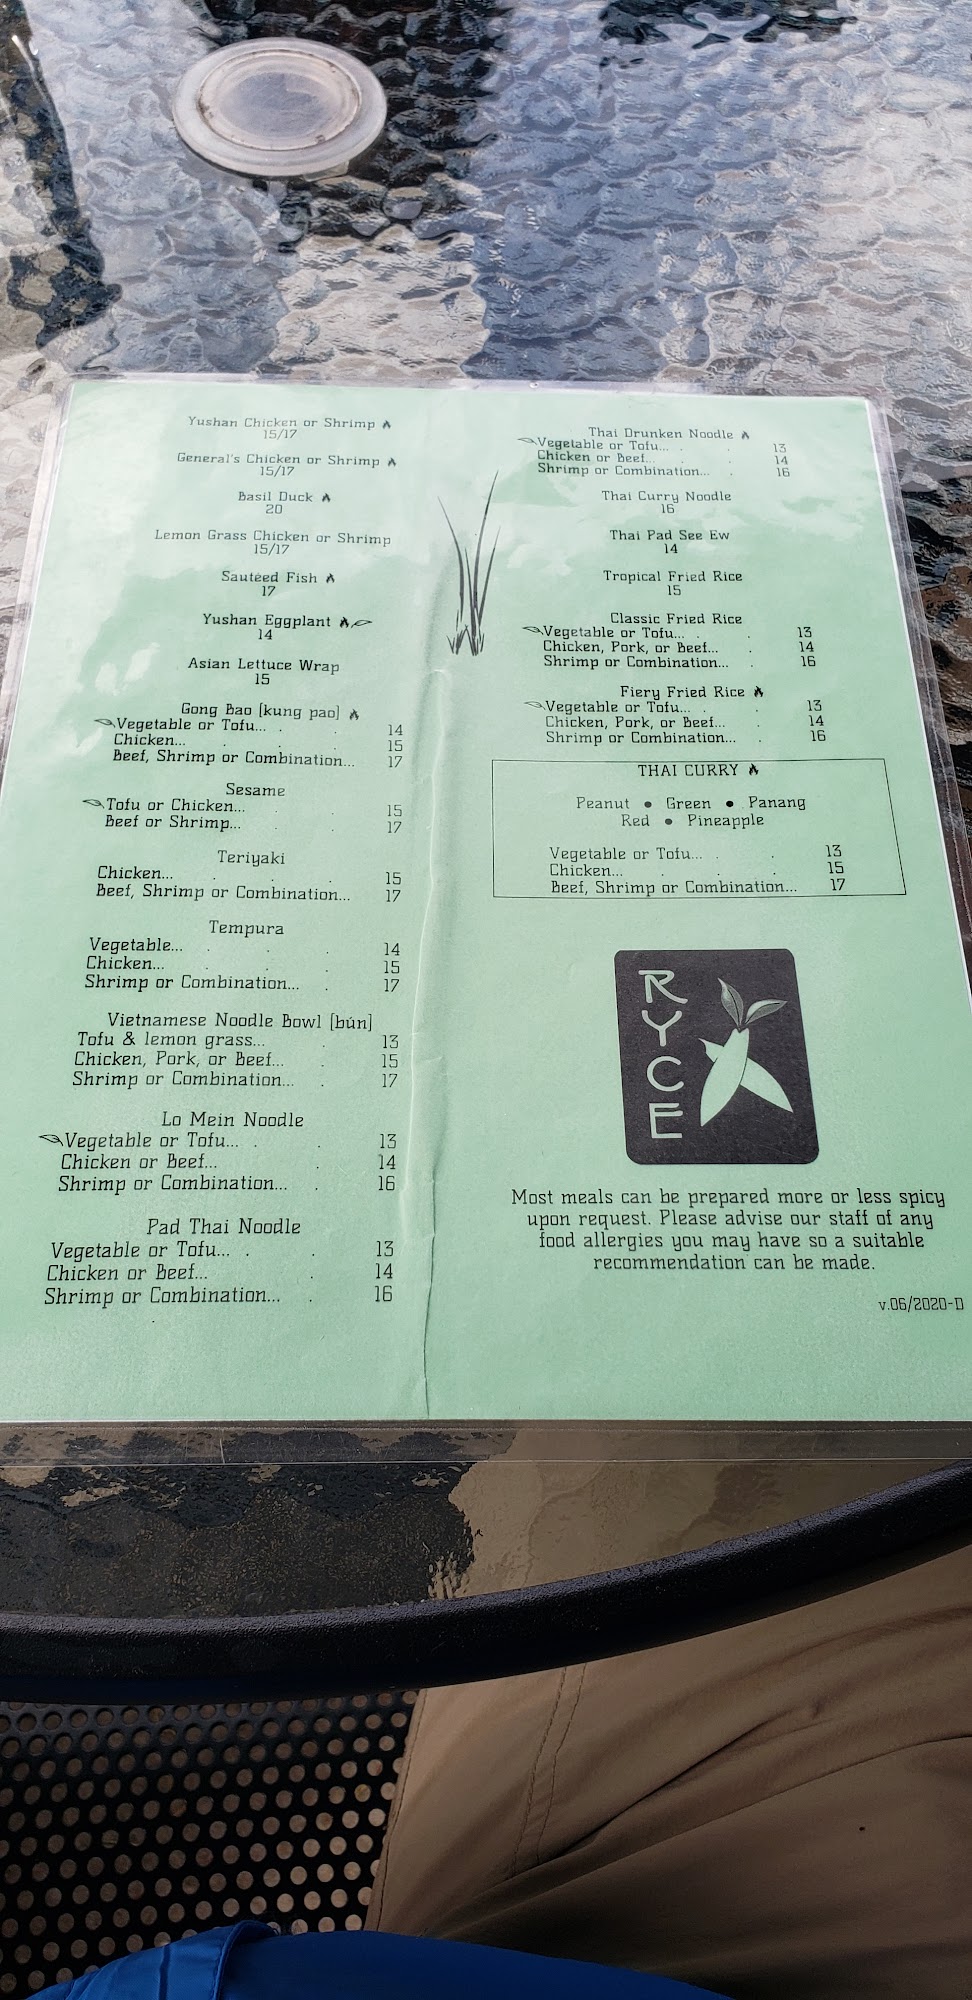 Yushan Chicken or Shrimp
15/17
General's Chicken or Shrimp
15/17
Basil Duck
20
Lemon Grass Chicken or Shrimp
15/17
Sautéed Fish
17
Yushan Eggplant
14
Asian Lettuce Wrap
15
Gong Bao [kung pao]
Vegetable or Tofu... . . 14
Chicken... . . . 15
Beef, Shrimp or Combination... 17
Sesame
Tofu or Chicken... . . 15
Beef or Shrimp... . . 17
Teriyaki
Chicken... . . . 15
Beef, Shrimp or Combination... 17
Tempura
Vegetable... . . . 14
Chicken... . . . 15
Shrimp or Combination... . 17
Vietnamese Noodle Bowl [bún]
Tofu & lemon grass... . 13
Chicken, Pork, or Beef... . 15
Shrimp or Combination... . 17
Lo Mein Noodle
Vegetable or Tofu... . . 13
Chicken or Beef... . 14
Shrimp or Combination... . 16
Pad Thai Noodle
Vegetable or Tofu... . . 13
Chicken or Beef... . 14
Shrimp or Combination... . 16
Thai Drunken Noodle
Vegetable or Tofu... . . 13
Chicken or Beef... . . 14
Shrimp or Combination... . 16
Thai Curry Noodle
16
Thai Pad See Ew
14
Tropical Fried Rice
15
Classic Fried Rice
Vegetable or Tofu... . . 13
Chicken, Pork, or Beef... . 14
Shrimp or Combination... . 16
Fiery Fried Rice
Vegetable or Tofu... . . 13
Chicken, Pork, or Beef... . 14
Shrimp or Combination... . 16
THAI CURRY
Peanut • Green • Panang
Red • Pineapple
Vegetable or Tofu... . . 13
Chicken... . . . 15
Beef, Shrimp or Combination... 17
RYCE
Most meals can be prepared more or less spicy
upon request. Please advise our staff of any
food allergies you may have so a suitable
recommendation can be made.
v.06/2020-D